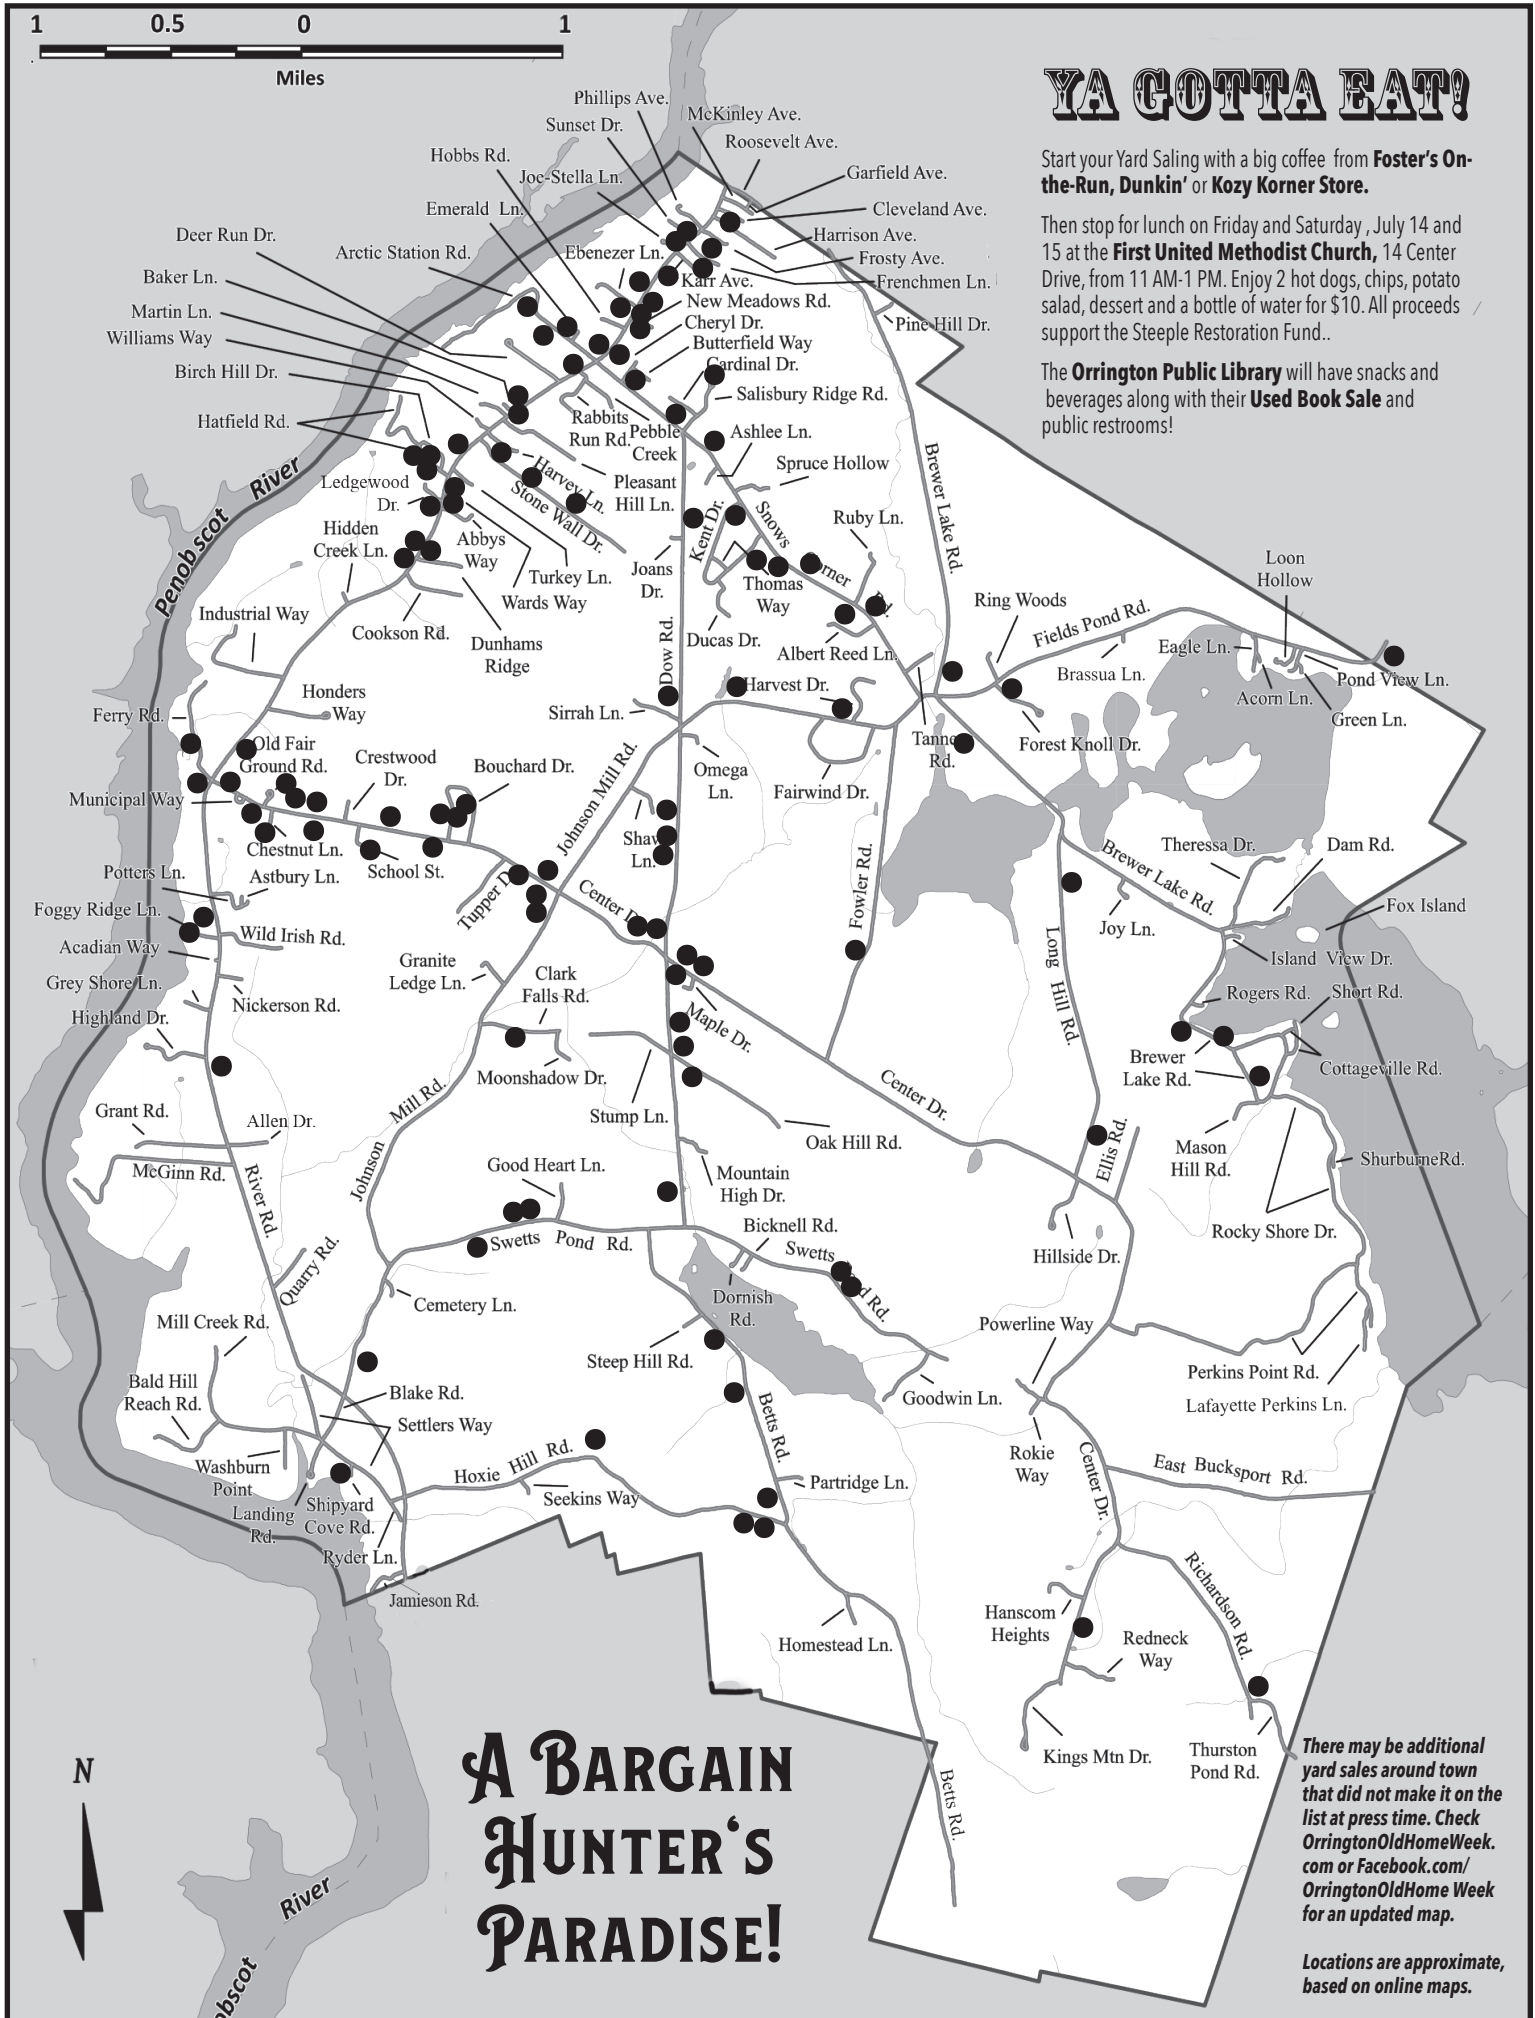 1 0.5 0 1
Miles
YA GOTTA EAT!
Start your Yard Saling with a big coffee from Foster's On-
the-Run, Dunkin' or Kozy Korner Store.
Then stop for lunch on Friday and Saturday , July 14 and
15 at the First United Methodist Church, 14 Center
Drive, from 11 AM-1 PM. Enjoy 2 hot dogs, chips, potato
salad, dessert and a bottle of water for $10. All proceeds
support the Steeple Restoration Fund..
The Orrington Public Library will have snacks and
beverages along with their Used Book Sale and
public restrooms!
Phillips Ave.
McKinley Ave.
Sunset Dr.
Roosevelt Ave.
Hobbs Rd.
Joe-Stella Ln.
Garfield Ave.
Emerald Ln.
Cleveland Ave.
Deer Run Dr.
Harrison Ave.
Arctic Station Rd.
Ebenezer Ln.
Frosty Ave.
Baker Ln.
Karr Ave.
Frenchmen Ln.
Martin Ln.
New Meadows Rd.
Williams Way
Cheryl Dr.
Pine Hill Dr.
Butterfield Way
Birch Hill Dr.
Cardinal Dr.
Salisbury Ridge Rd.
Hatfield Rd.
Rabbits
Run Rd.
Pebble
Creek
Ashlee Ln.
Spruce Hollow
Brewer Lake Rd.
Penobscot River
Ledgewood
Dr.
Harvey Ln.
Pleasant
Hill Ln.
Stone Wall Dr.
Kent Dr.
Snows
Corner
Rd.
Ruby Ln.
Hidden
Creek Ln.
Abbys
Way
Turkey Ln.
Wards Way
Joans
Dr.
Thomas
Way
Loon
Hollow
Industrial Way
Cookson Rd.
Dunhams
Ridge
Dow Rd.
Ducas Dr.
Albert Reed Ln.
Ring Woods
Fields Pond Rd.
Brassua Ln.
Eagle Ln.
Acorn Ln.
Pond View Ln.
Green Ln.
Honders
Way
Ferry Rd.
Sirrah Ln.
Harvest Dr.
Forest Knoll Dr.
Old Fair
Ground Rd.
Crestwood
Dr.
Bouchard Dr.
Johnson Mill Rd.
Omega
Ln.
Fairwind Dr.
Rd.
Municipal Way
Chestnut Ln.
School St.
Ln.
Theressa Dr.
Dam Rd.
Brewer Lake Rd.
Potters Ln.
Astbury Ln.
Fowler Rd.
Joy Ln.
Fox Island
Foggy Ridge Ln.
Wild Irish Rd.
Acadian Way
Island View Dr.
Grey Shore Ln.
Nickerson Rd.
Granite
Ledge Ln.
Clark
Falls Rd.
Long Hill Rd.
Rogers Rd.
Short Rd.
Highland Dr.
Maple Dr.
Moonshadow Dr.
Brewer
Lake Rd.
Cottageville Rd.
Grant Rd.
Allen Dr.
Mill Rd.
Stump Ln.
Center Dr.
Oak Hill Rd.
Ellis Rd.
Mason
Hill Rd.
McGinn Rd.
River Rd.
Johnson
Good Heart Ln.
Mountain
High Dr.
ShurburneRd.
Rocky Shore Dr.
Swetts Pond Rd.
Bicknell Rd.
Swetts
Rd.
Hillside Dr.
Quarry Rd.
Cemetery Ln.
Dornish
Rd.
Mill Creek Rd.
Powerline Way
Steep Hill Rd.
Perkins Point Rd.
Bald Hill
Reach Rd.
Blake Rd.
Goodwin Ln.
Lafayette Perkins Ln.
Settlers Way
Betts Rd.
Washburn
Point
Hoxie Hill Rd.
Rokie
Way
Center Dr.
East Bucksport Rd.
Seekins Way
Partridge Ln.
Landing
Rd.
Shipyard
Cove Rd.
Ryder Ln.
Jamieson Rd.
Richardson Rd.
Hanscom
Heights
Redneck
Way
Homestead Ln.
Kings Mtn Dr.
Thurston
Pond Rd.
Betts Rd.
N
River
A BARGAIN
HUNTER'S
PARADISE!
There may be additional
yard sales around town
that did not make it on the
list at press time. Check
OrringtonOldHomeWeek.
com or Facebook.com/
OrringtonOldHome Week
for an updated map.
Locations are approximate,
based on online maps.